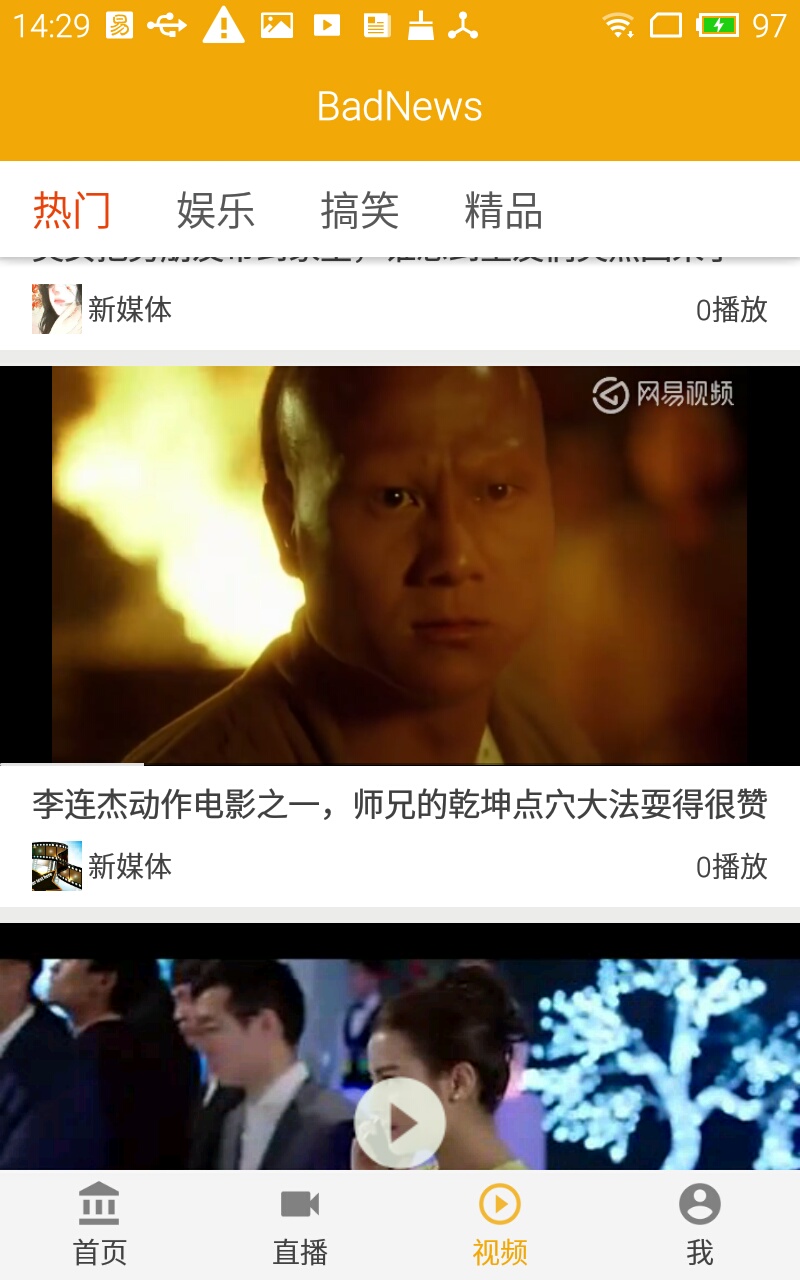 14:29 易 97
BadNews
热门 娱乐 搞笑 精品
新媒体 0播放
网易视频
李连杰动作电影之一，师兄的乾坤点穴大法耍得很赞
新媒体 0播放
首页 直播 视频 我